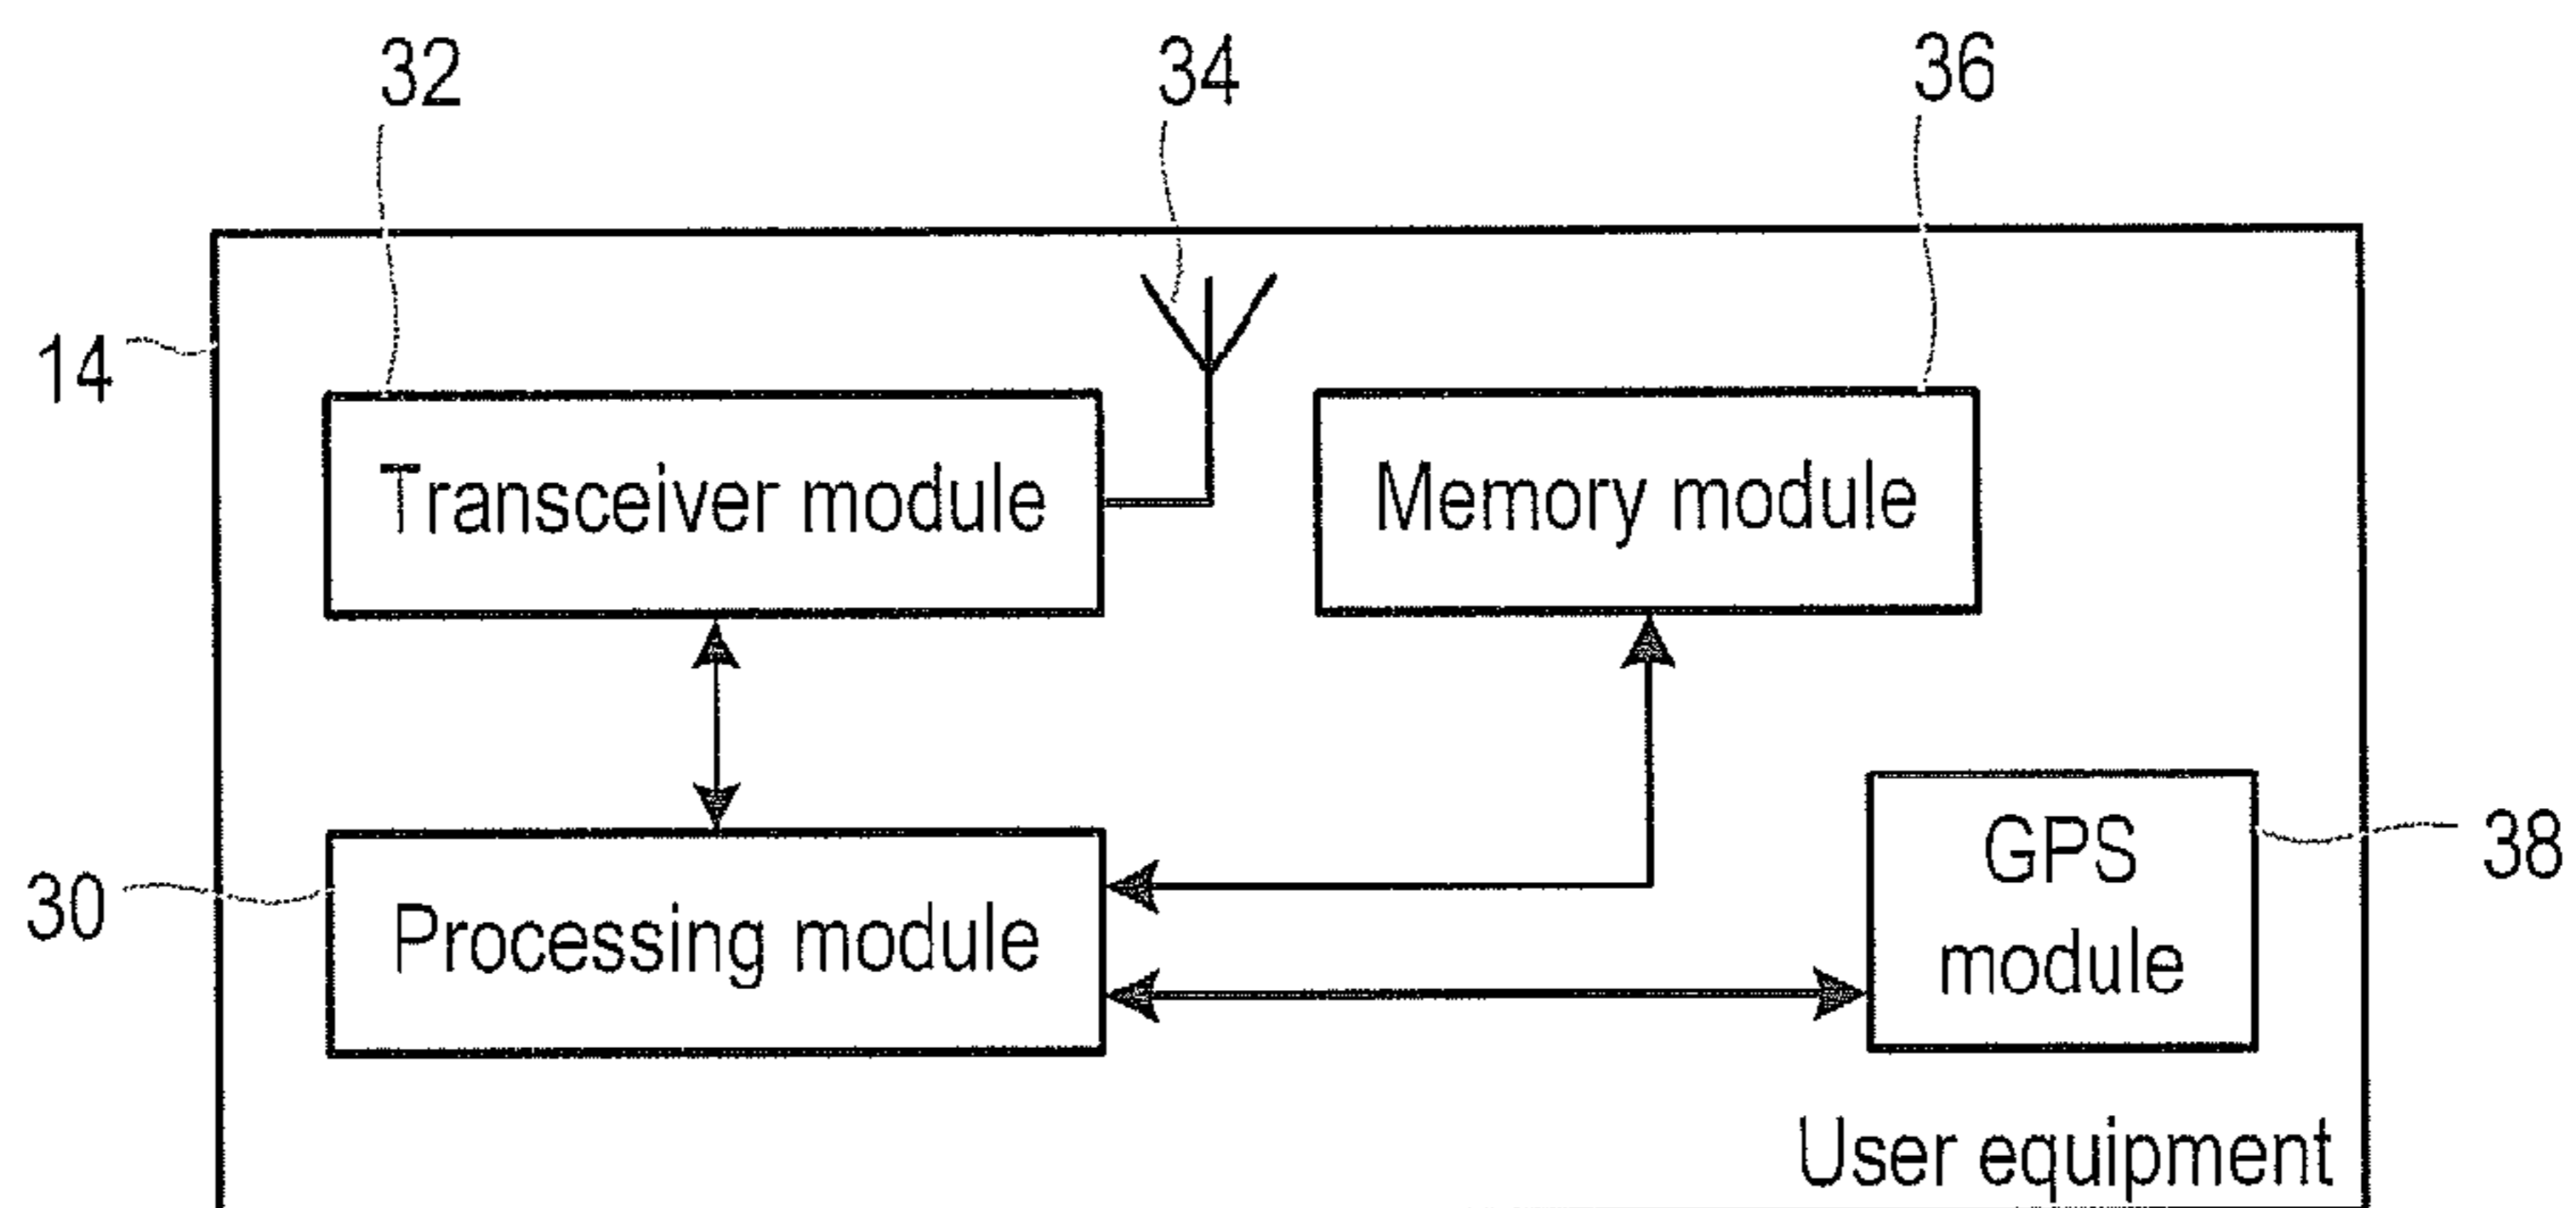 32
34
36
14
Transceiver module
Memory module
30
Processing module
GPS
module
38
User equipment